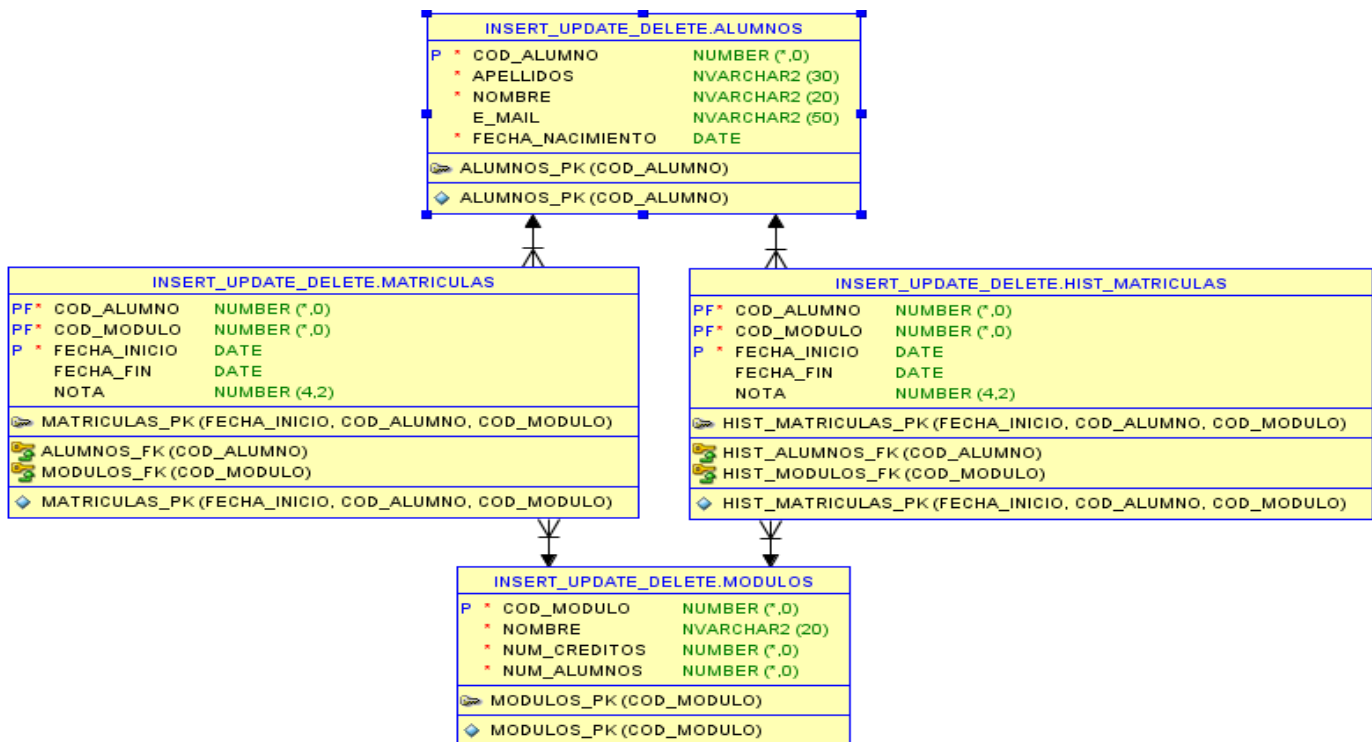 INSERT_UPDATE_DELETE.ALUMNOS
P * COD_ALUMNO NUMBER (*,0)
* APELLIDOS NVARCHAR2 (30)
* NOMBRE NVARCHAR2 (20)
E_MAIL NVARCHAR2 (50)
* FECHA_NACIMIENTO DATE
ALUMNOS_PK (COD_ALUMNO)
ALUMNOS_PK (COD_ALUMNO)
INSERT_UPDATE_DELETE.MATRICULAS
PF* COD_ALUMNO NUMBER (*,0)
PF* COD_MODULO NUMBER (*,0)
P * FECHA_INICIO DATE
FECHA_FIN DATE
NOTA NUMBER (4,2)
MATRICULAS_PK (FECHA_INICIO, COD_ALUMNO, COD_MODULO)
ALUMNOS_FK (COD_ALUMNO)
MODULOS_FK (COD_MODULO)
MATRICULAS_PK (FECHA_INICIO, COD_ALUMNO, COD_MODULO)
INSERT_UPDATE_DELETE.HIST_MATRICULAS
PF* COD_ALUMNO NUMBER (*,0)
PF* COD_MODULO NUMBER (*,0)
P * FECHA_INICIO DATE
FECHA_FIN DATE
NOTA NUMBER (4,2)
HIST_MATRICULAS_PK (FECHA_INICIO, COD_ALUMNO, COD_MODULO)
HIST_ALUMNOS_FK (COD_ALUMNO)
HIST_MODULOS_FK (COD_MODULO)
HIST_MATRICULAS_PK (FECHA_INICIO, COD_ALUMNO, COD_MODULO)
INSERT_UPDATE_DELETE.MODULOS
P * COD_MODULO NUMBER (*,0)
* NOMBRE NVARCHAR2 (20)
* NUM_CREDITOS NUMBER (*,0)
* NUM_ALUMNOS NUMBER (*,0)
MODULOS_PK (COD_MODULO)
MODULOS_PK (COD_MODULO)